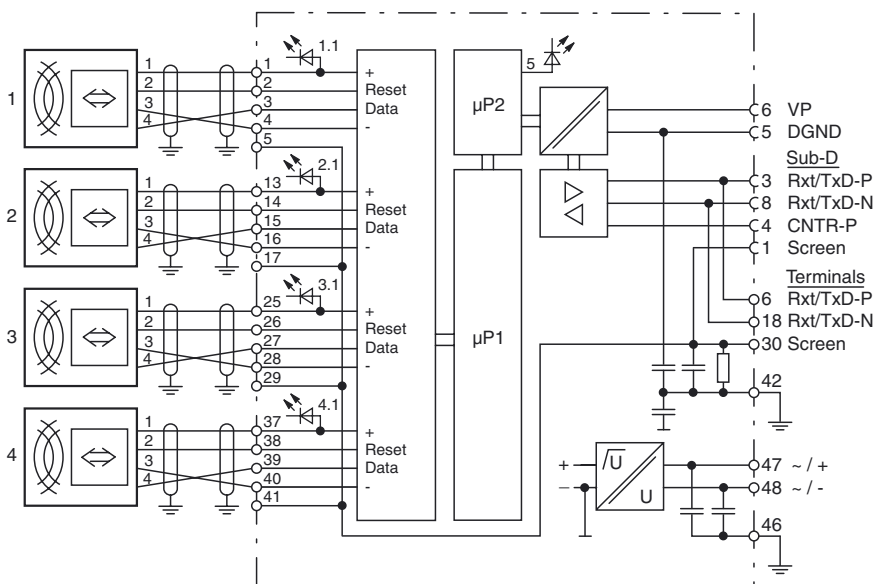 1
1
2
3
4
1
2
3
4
5
1.1
+
Reset
Data
-
2
1
2
3
4
13
14
15
16
17
2.1
+
Reset
Data
-
3
1
2
3
4
25
26
27
28
29
3.1
+
Reset
Data
-
4
1
2
3
4
37
38
39
40
41
4.1
+
Reset
Data
-
µP2
5
µP1
6 VP
5 DGND
Sub-D
3 Rxt/TxD-P
8 Rxt/TxD-N
4 CNTR-P
1 Screen
Terminals
6 Rxt/TxD-P
18 Rxt/TxD-N
30 Screen
42
+
−
U
U
47 ~ / +
48 ~ / -
46